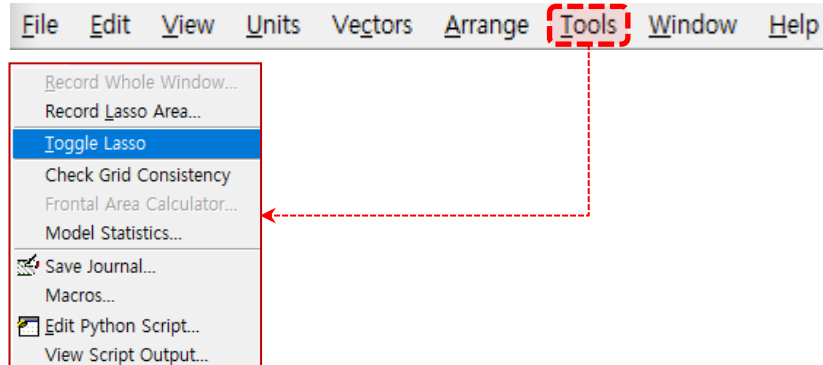 File Edit View Units Vectors Arrange Tools Window Help
Record Whole Window...
Record Lasso Area...
Toggle Lasso
Check Grid Consistency
Frontal Area Calculator...
Model Statistics...
Save Journal...
Macros...
Edit Python Script...
View Script Output...